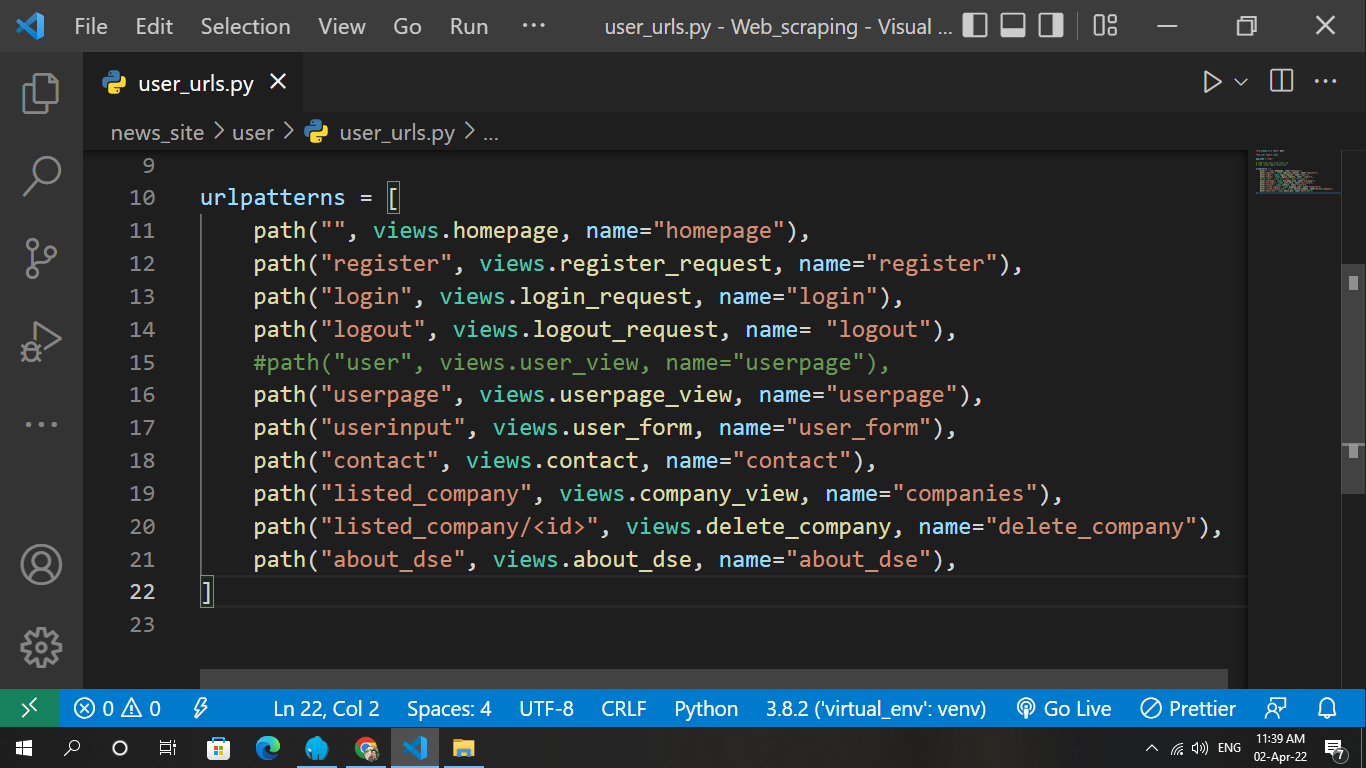 File Edit Selection View Go Run ··· user_urls.py - Web_scraping - Visual ...
user_urls.py
news_site > user > user_urls.py > ...
9
10 urlpatterns = [
11     path("", views.homepage, name="homepage"),
12     path("register", views.register_request, name="register"),
13     path("login", views.login_request, name="login"),
14     path("logout", views.logout_request, name= "logout"),
15     #path("user", views.user_view, name="userpage"),
16     path("userpage", views.userpage_view, name="userpage"),
17     path("userinput", views.user_form, name="user_form"),
18     path("contact", views.contact, name="contact"),
19     path("listed_company", views.company_view, name="companies"),
20     path("listed_company/<id>", views.delete_company, name="delete_company"),
21     path("about_dse", views.about_dse, name="about_dse"),
22 ]
23
0 0 Ln 22, Col 2 Spaces: 4 UTF-8 CRLF Python 3.8.2 ('virtual_env': venv) Go Live Prettier
ENG 11:39 AM
02-Apr-22 7